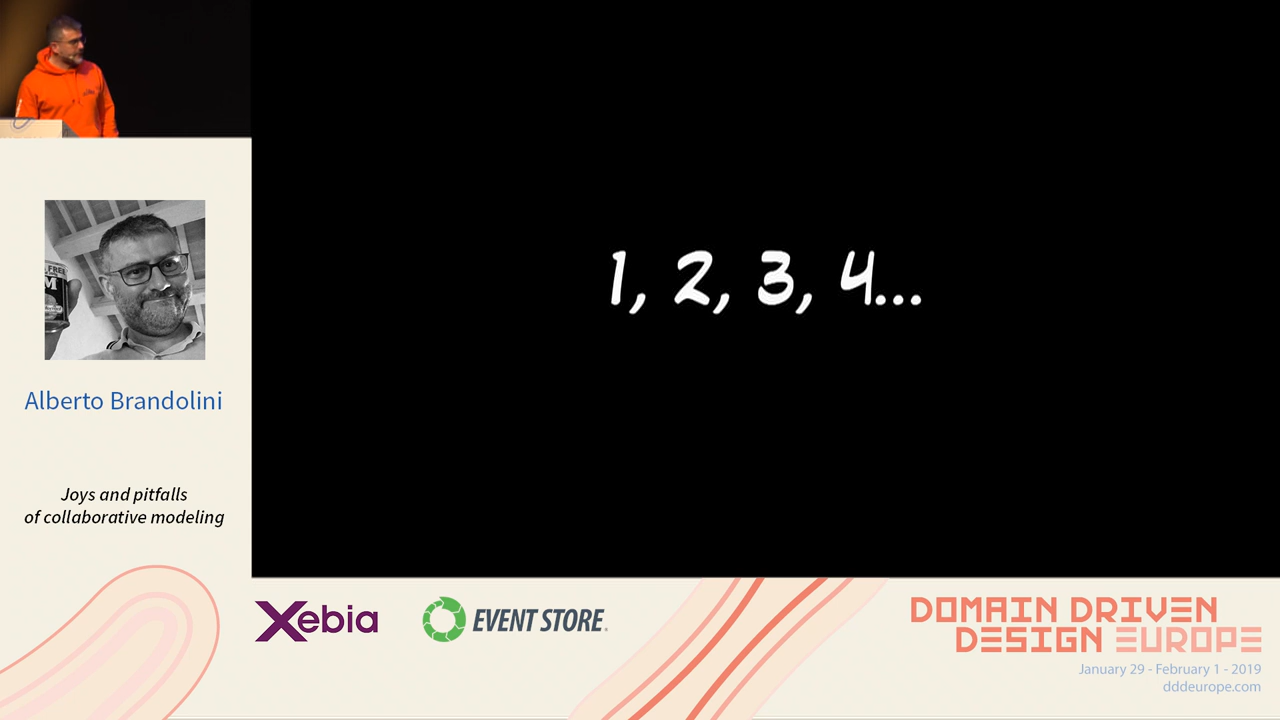 1, 2, 3, 4...
FREE
M
Alberto Brandolini
Joys and pitfalls
of collaborative modeling
Xebia
EVENT STORE
DOMAIN DRIVEN
DESIGN EUROPE
January 29 - February 1 - 2019
dddeurope.com